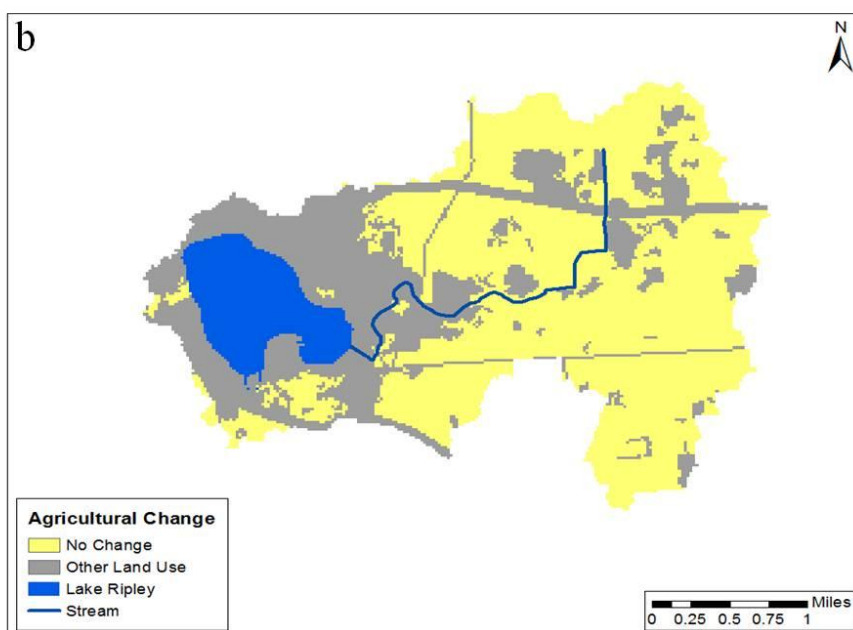 b
N
Agricultural Change
No Change
Other Land Use
Lake Ripley
Stream
Miles
0 0.25 0.5 0.75 1